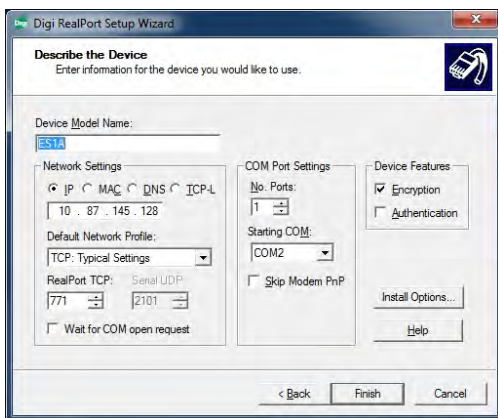 Digi RealPort Setup Wizard
Describe the Device
Enter information for the device you would like to use.
Device Model Name:
ES1A
Network Settings
IP MAC DNS TCP-L
10 . 87 . 145 . 128
Default Network Profile:
TCP: Typical Settings
RealPort TCP: Serial UDP
771 2101
Wait for COM open request
COM Port Settings
No. Ports:
1
Starting COM:
COM2
Skip Modem PnP
Device Features
Encryption
Authentication
Install Options...
Help
< Back Finish Cancel